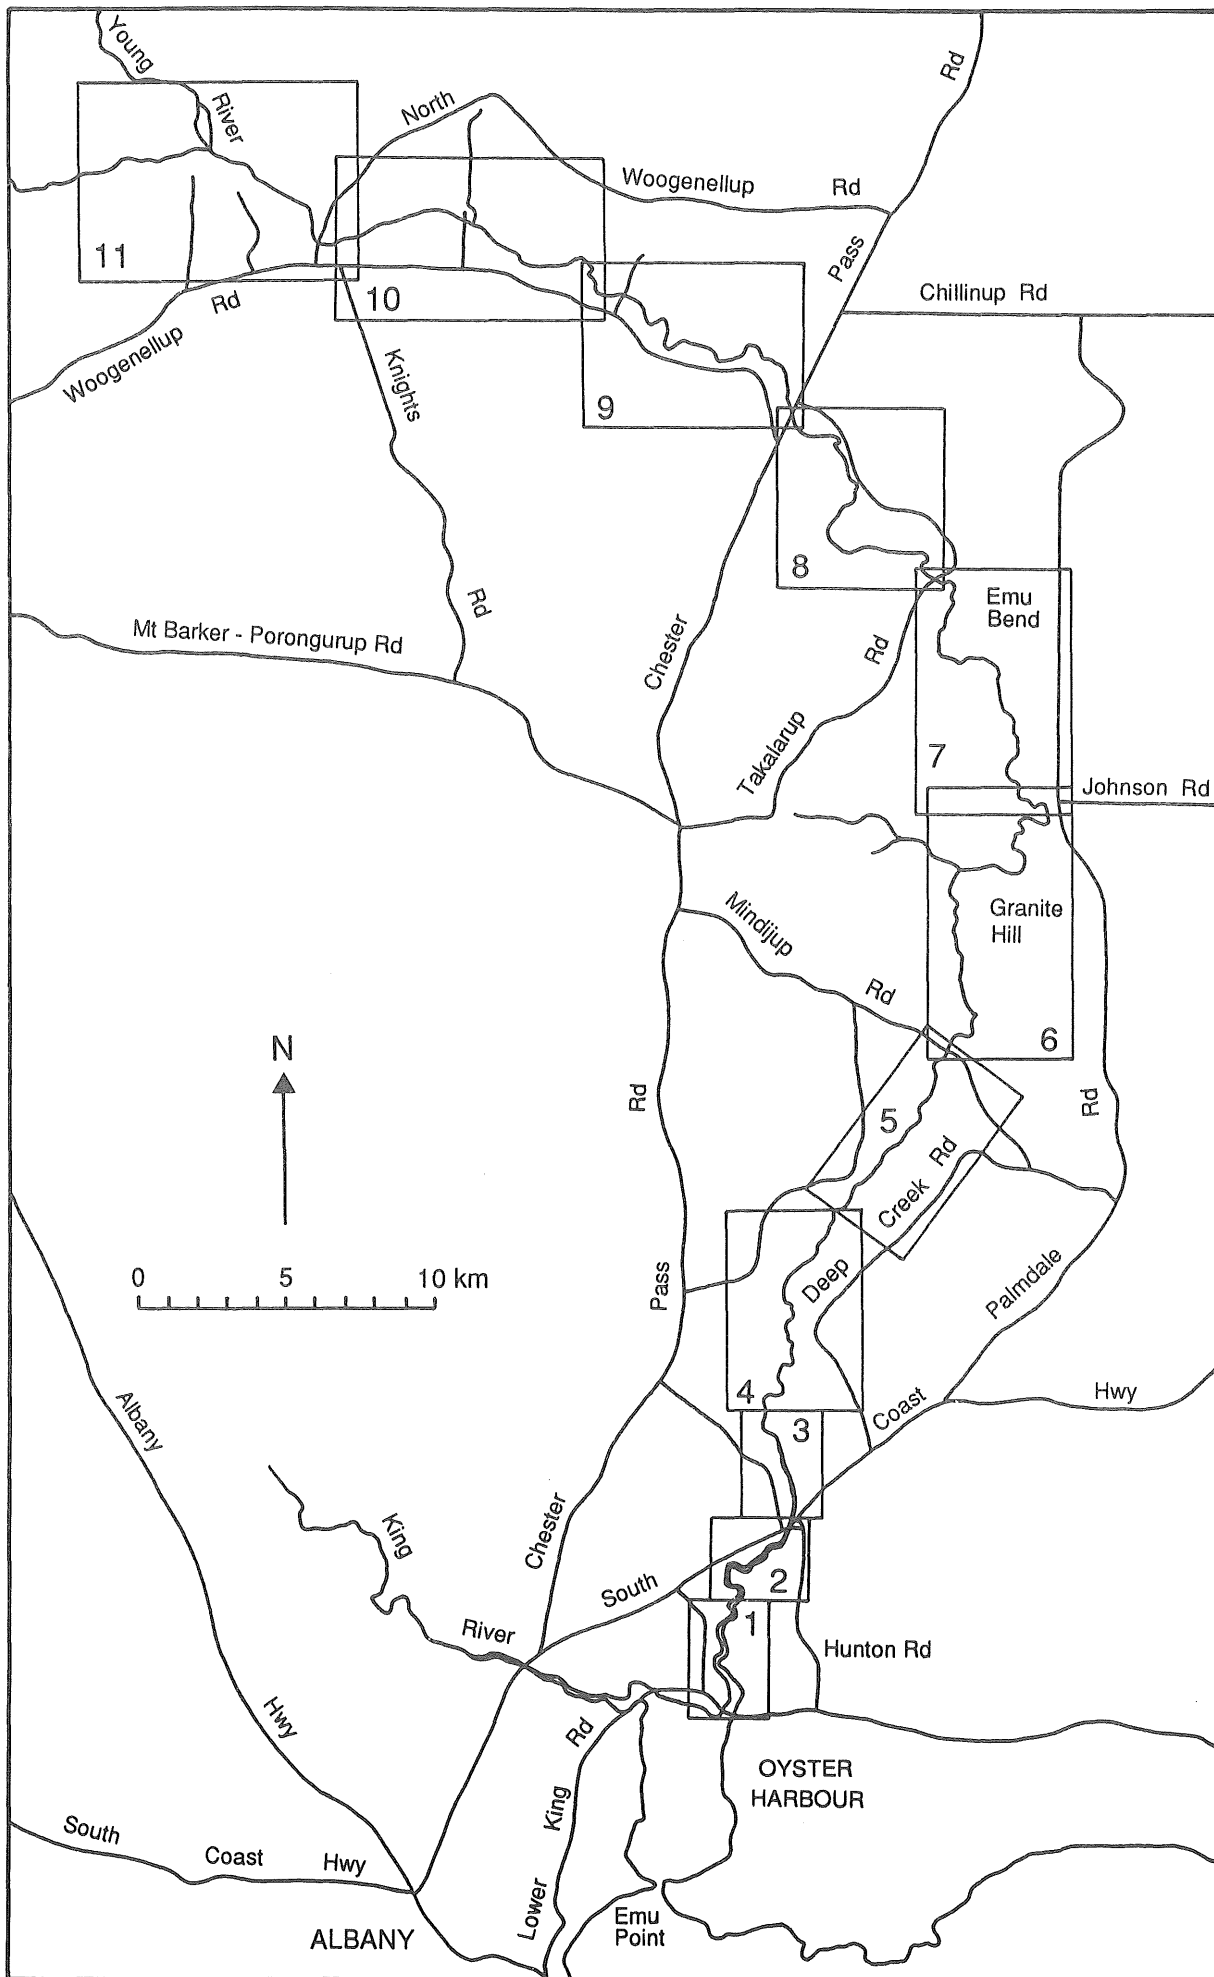 Young
River
North
Rd
Woogenellup
Rd
Pass
11
10
Rd
Woogenellup
Chillinup Rd
Knights
9
8
Emu
Bend
Rd
Mt Barker - Porongurup Rd
Chester
Rd
Takalarup
7
Johnson Rd
Mindijup
Rd
Granite
Hill
6
N
Rd
Rd
5
Creek Rd
Deep
0 5 10 km
Pass
Palmdale
4
Coast
Hwy
3
Albany
King
Chester
South
2
1
River
Hunton Rd
Hwy
Rd
OYSTER
HARBOUR
King
South
Coast
Hwy
Lower
Emu
Point
ALBANY